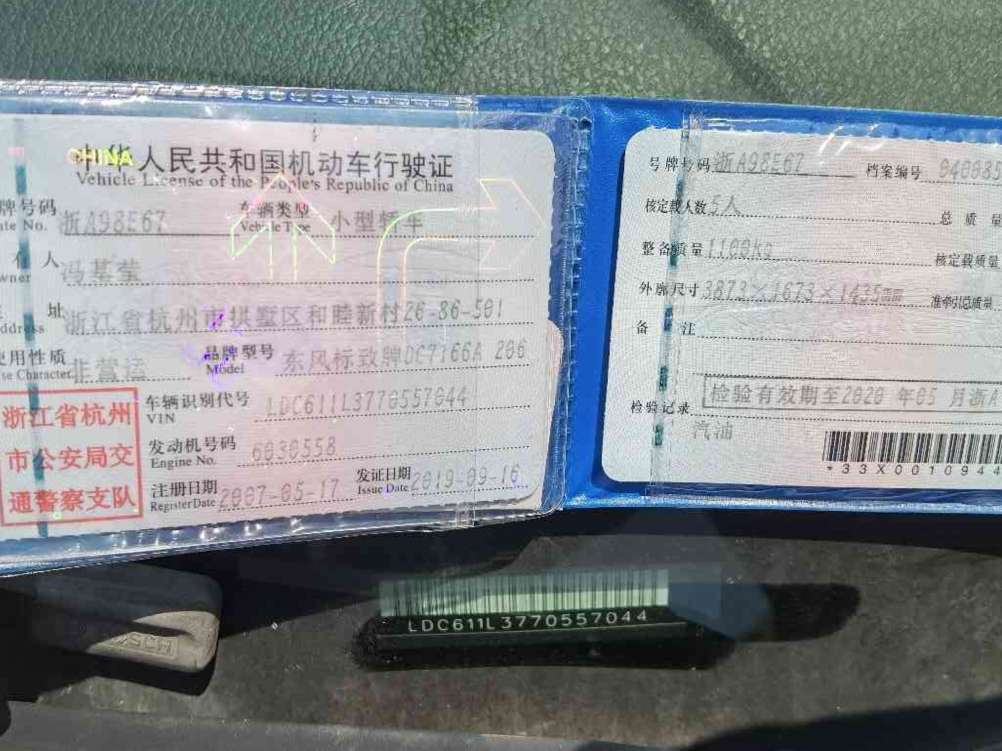 中华人民共和国机动车行驶证
CHINA
Vehicle License of the People's Republic of China
牌号码 浙A98E67 车辆类型 小型轿车
ate No. Vehicle Type
人 冯某莹
wner
址 浙江省杭州市拱墅区和睦新村26-86-501
ddress
使用性质 非营运 品牌型号 东风标致牌DC7166A 206
se Character Model
浙江省杭州
市公安局交
通警察支队
车辆识别代号 LDC611L3770557044
VIN
发动机号码 6030558
Engine No.
注册日期 2007-05-17 发证日期 2019-09-16
Register Date Issue Date
号牌号码 浙A98E67 档案编号
核定载人数 5人 总质量
整备质量 1100kg 核定载质量
外廓尺寸 3873×1673×1435mm 准牵引总质量
备注
检验记录 检验有效期至2020年05月浙A
汽油
*33X0010944
LDC611L3770557044